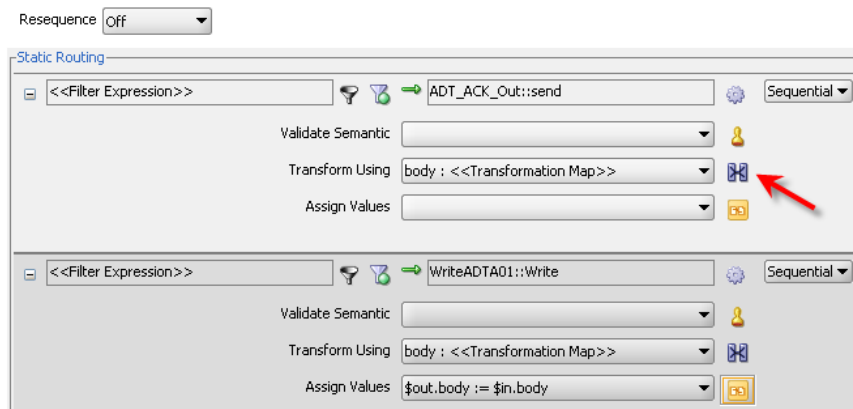 Resequence Off
Static Routing
<<Filter Expression>> ADT_ACK_Out::send Sequential
Validate Semantic
Transform Using body : <<Transformation Map>>
Assign Values
<<Filter Expression>> WriteADTA01::Write Sequential
Validate Semantic
Transform Using body : <<Transformation Map>>
Assign Values $out.body := $in.body